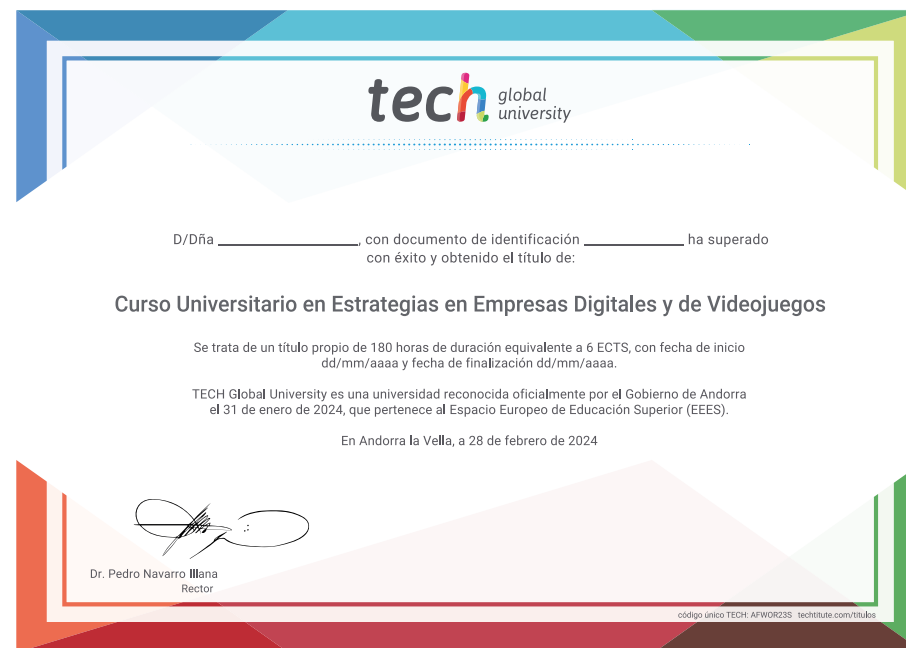 tech global university
D/Dña ________________, con documento de identificación ____________ ha superado
con éxito y obtenido el título de:
Curso Universitario en Estrategias en Empresas Digitales y de Videojuegos
Se trata de un título propio de 180 horas de duración equivalente a 6 ECTS, con fecha de inicio
dd/mm/aaaa y fecha de finalización dd/mm/aaaa.
TECH Global University es una universidad reconocida oficialmente por el Gobierno de Andorra
el 31 de enero de 2024, que pertenece al Espacio Europeo de Educación Superior (EEES).
En Andorra la Vella, a 28 de febrero de 2024
Dr. Pedro Navarro Illana
Rector
código único TECH: AFWOR23S techtitute.com/titulos